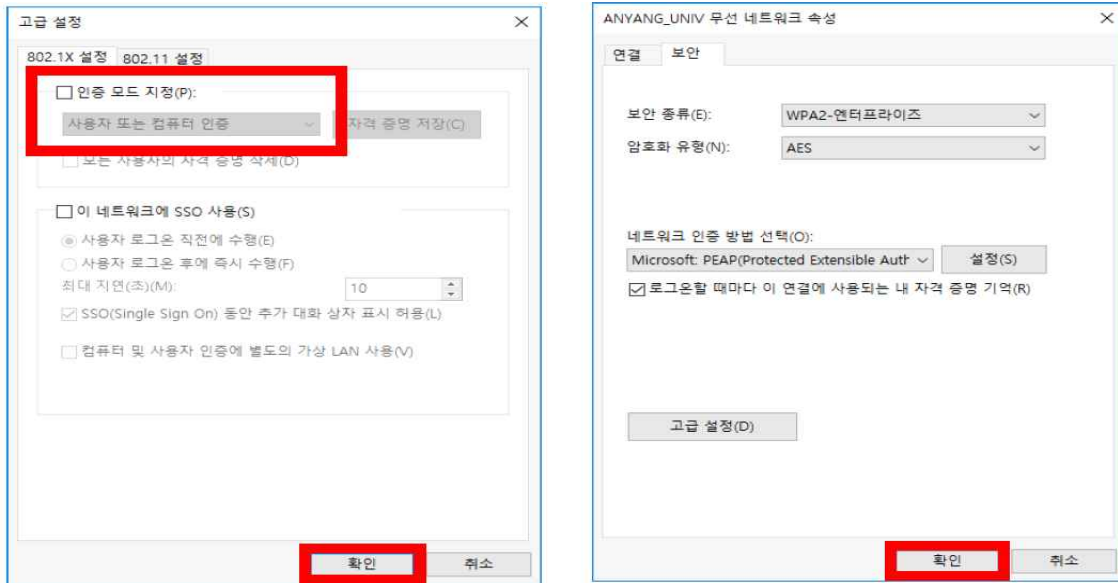 고급 설정
802.1X 설정 802.11 설정
인증 모드 지정(P):
사용자 또는 컴퓨터 인증
자격 증명 저장(C)
모든 사용자의 자격 증명 삭제(D)
이 네트워크에 SSO 사용(S)
사용자 로그온 직전에 수행(E)
사용자 로그온 후에 즉시 수행(F)
최대 지연(초)(M): 10
SSO(Single Sign On) 동안 추가 대화 상자 표시 허용(L)
컴퓨터 및 사용자 인증에 별도의 가상 LAN 사용(V)
확인 취소
ANYANG_UNIV 무선 네트워크 속성
연결 보안
보안 종류(E): WPA2-엔터프라이즈
암호화 유형(N): AES
네트워크 인증 방법 선택(O):
Microsoft: PEAP(Protected Extensible Auth 설정(S)
로그온할 때마다 이 연결에 사용되는 내 자격 증명 기억(R)
고급 설정(D)
확인 취소